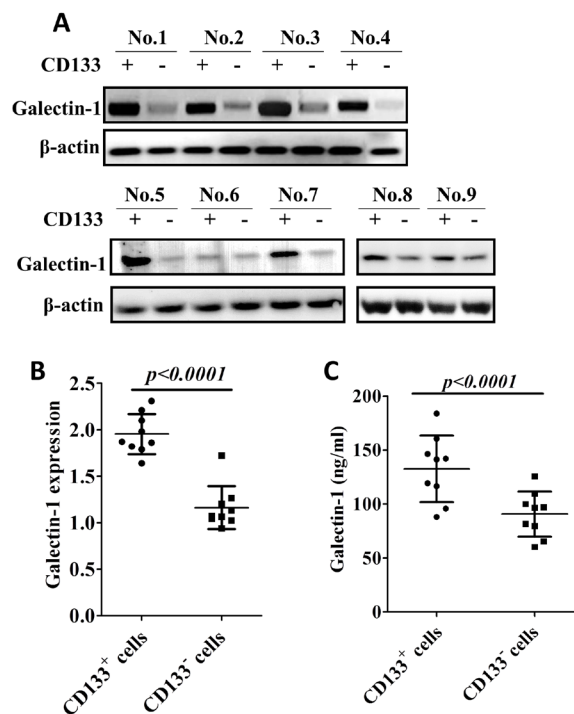 A
No.1 No.2 No.3 No.4
CD133 + - + - + - + -
Galectin-1
β-actin
No.5 No.6 No.7 No.8 No.9
CD133 + - + - + - + - + -
Galectin-1
β-actin
B
p<0.0001
Galectin-1 expression
2.5
2.0
1.5
1.0
0.5
0.0
CD133+ cells
CD133- cells
C
p<0.0001
Galectin-1 (ng/ml)
200
150
100
50
0
CD133+ cells
CD133- cells